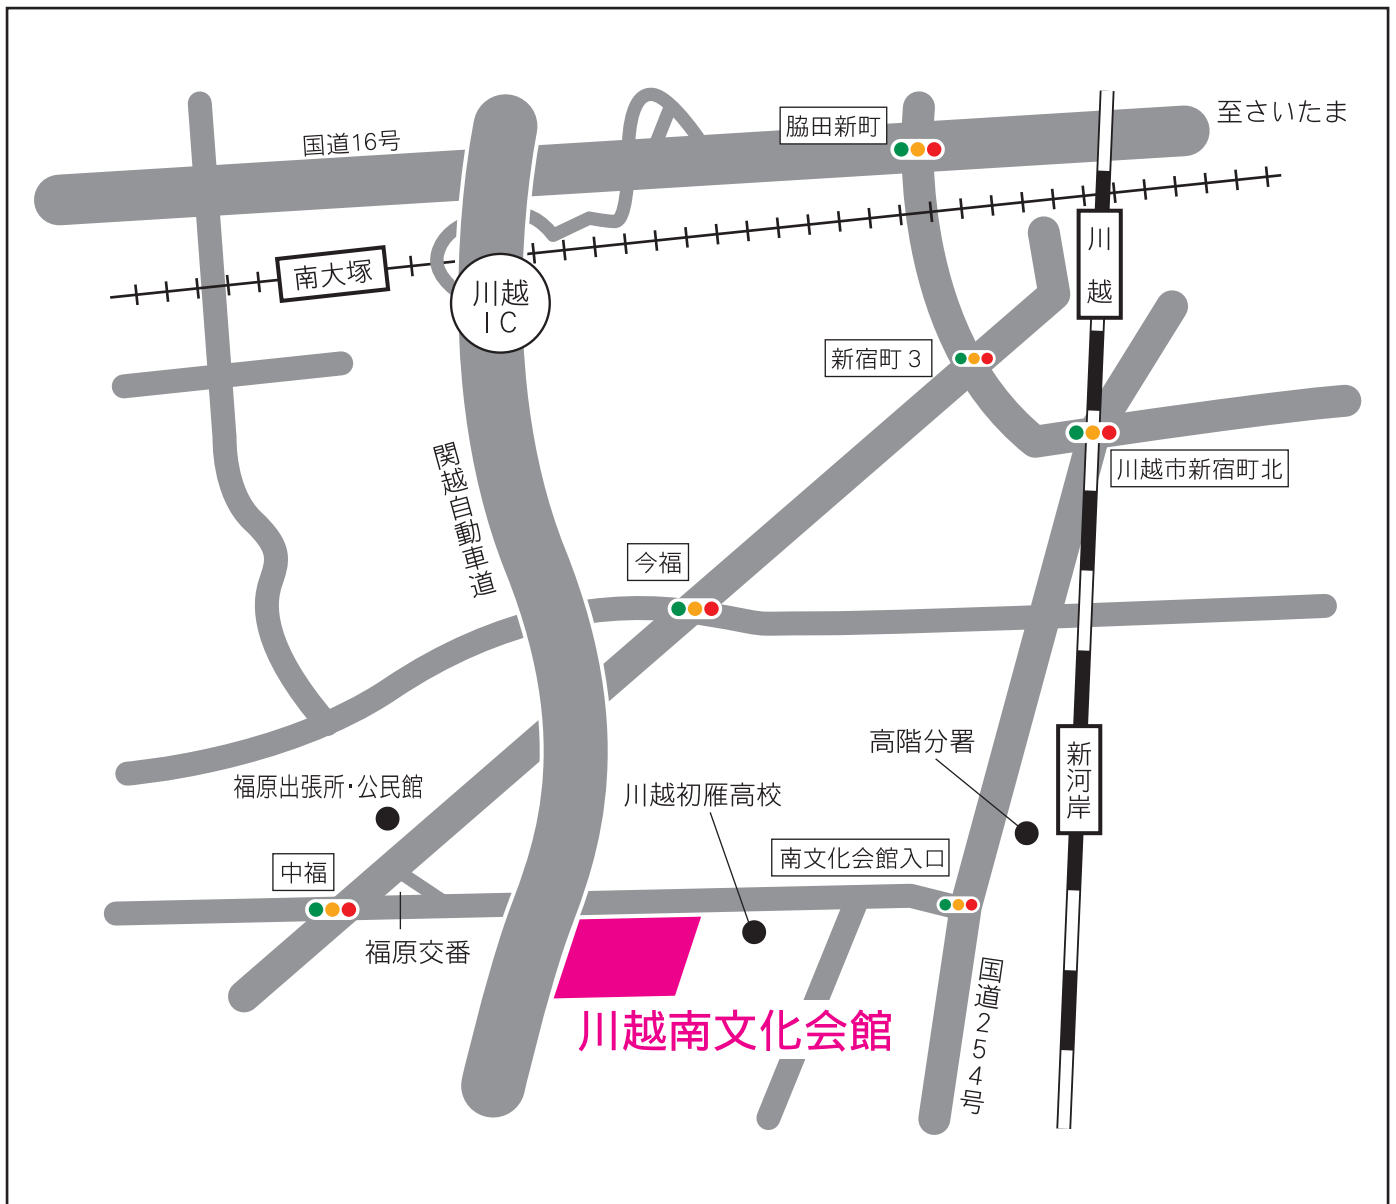 至さいたま
脇田新町
国道16号
川越
南大塚
川越
IC
新宿町3
川越市新宿町北
関越自動車道
今福
高階分署
新河岸
福原出張所・公民館
川越初雁高校
南文化会館入口
中福
福原交番
国道254号
川越南文化会館